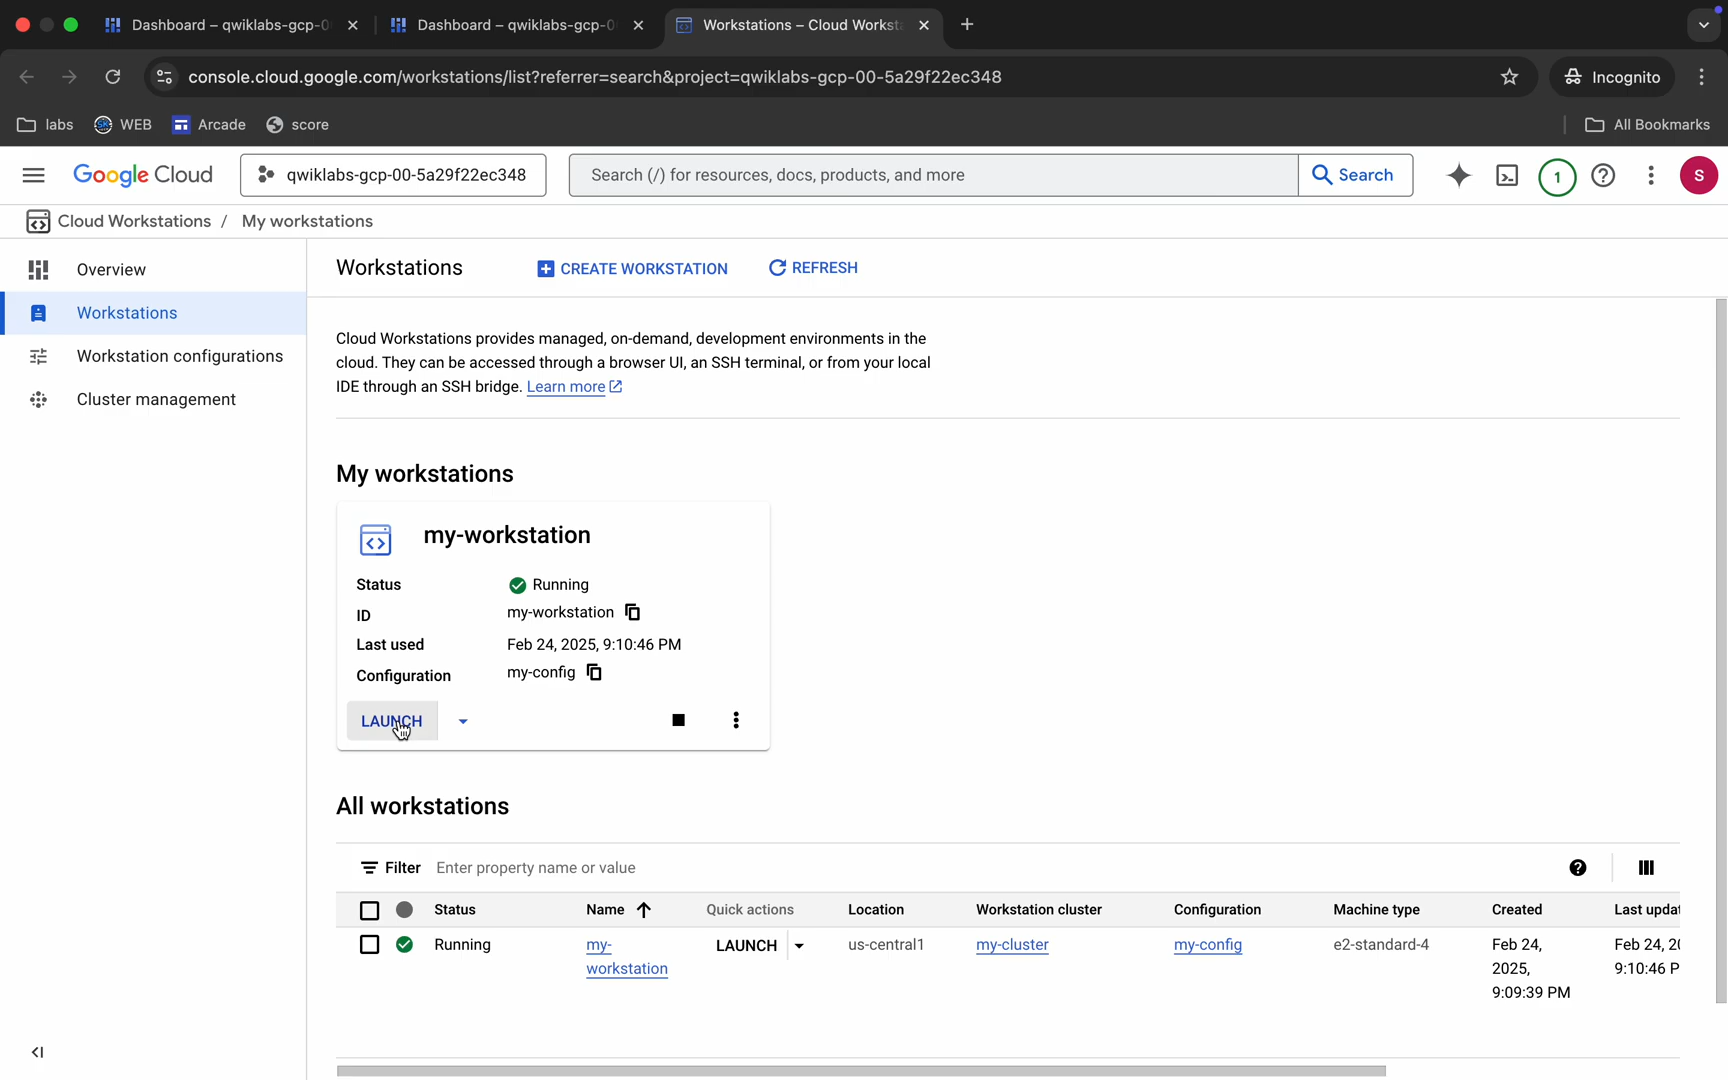 Dashboard – qwiklabs-gcp-0
Dashboard – qwiklabs-gcp-0
Workstations – Cloud Workst
console.cloud.google.com/workstations/list?referrer=search&project=qwiklabs-gcp-00-5a29f22ec348
Incognito
labs
WEB
Arcade
score
All Bookmarks
Google Cloud
qwiklabs-gcp-00-5a29f22ec348
Search (/) for resources, docs, products, and more
Search
1
S
Cloud Workstations / My workstations
Overview
Workstations
Workstation configurations
Cluster management
Workstations
CREATE WORKSTATION
REFRESH
Cloud Workstations provides managed, on-demand, development environments in the
cloud. They can be accessed through a browser UI, an SSH terminal, or from your local
IDE through an SSH bridge. Learn more
My workstations
my-workstation
Status Running
ID my-workstation
Last used Feb 24, 2025, 9:10:46 PM
Configuration my-config
LAUNCH
All workstations
Filter Enter property name or value
Status Name Quick actions Location Workstation cluster Configuration Machine type Created Last updat
Running my- LAUNCH us-central1 my-cluster my-config e2-standard-4 Feb 24, Feb 24, 20
workstation 2025, 9:10:46 P
9:09:39 PM